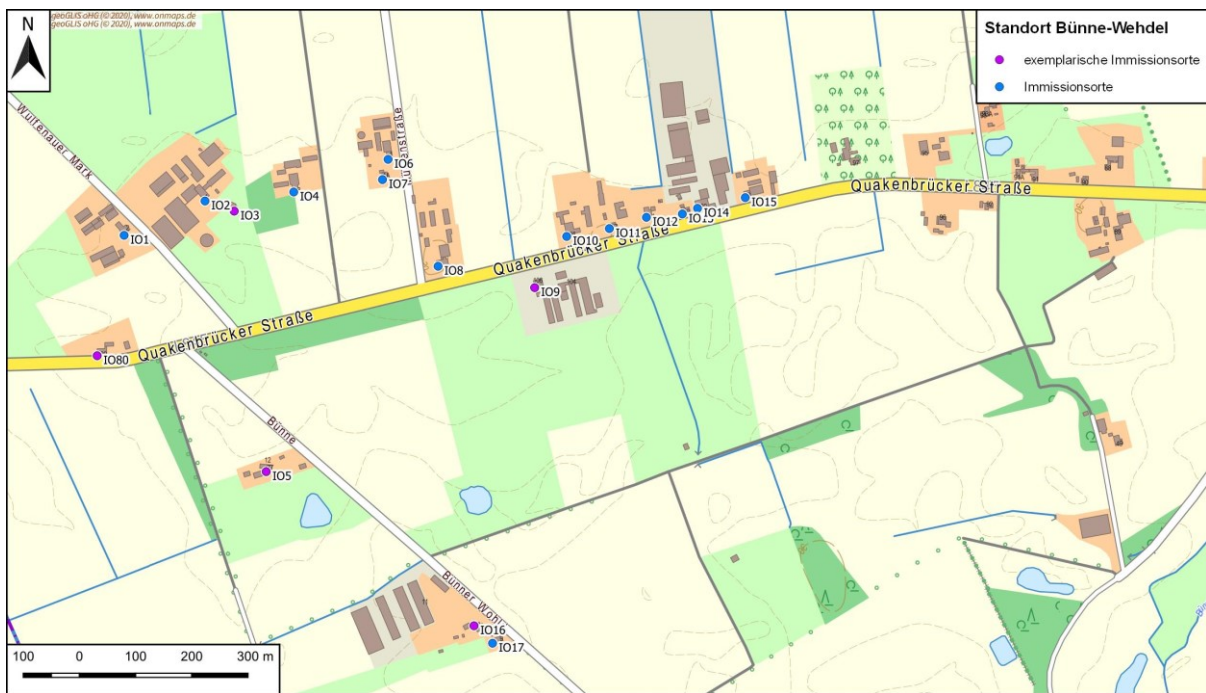 geoGLIS oHG (© 2020), www.onmaps.de
geoGLIS oHG (© 2020), www.onmaps.de
N
Standort Bünne-Wehdel
exemplarische Immissionsorte
Immissionsorte
Wulfenauer Mark
IO6
IO7
IO4
IO2
IO3
IO1
Quakenbrücker Straße
IO15
IO14
IO12
IO11
IO10
Quakenbrücker Straße
IO8
IO9
Quakenbrücker Straße
IO80
Bünne
12
IO5
11
IO16
IO17
100 0 100 200 300 m